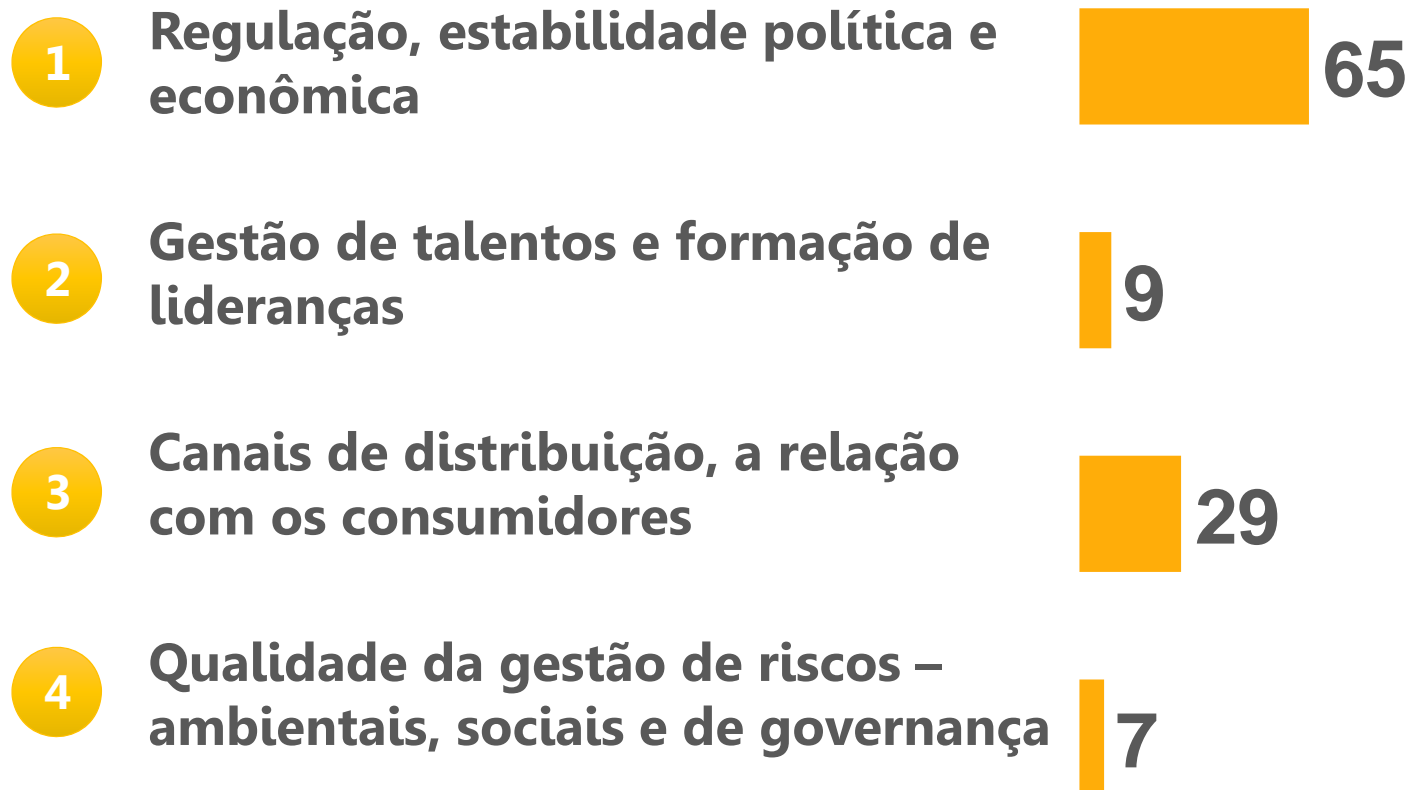 1
Regulação, estabilidade política e
econômica
65
2
Gestão de talentos e formação de
lideranças
9
3
Canais de distribuição, a relação
com os consumidores
29
4
Qualidade da gestão de riscos –
ambientais, sociais e de governança
7